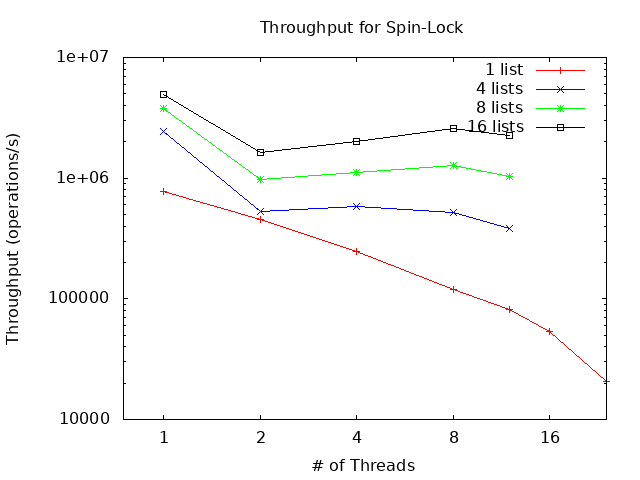 Throughput for Spin-Lock
1e+07
1 list
4 lists
8 lists
16 lists
1e+06
100000
10000
Throughput (operations/s)
1 2 4 8 16
# of Threads